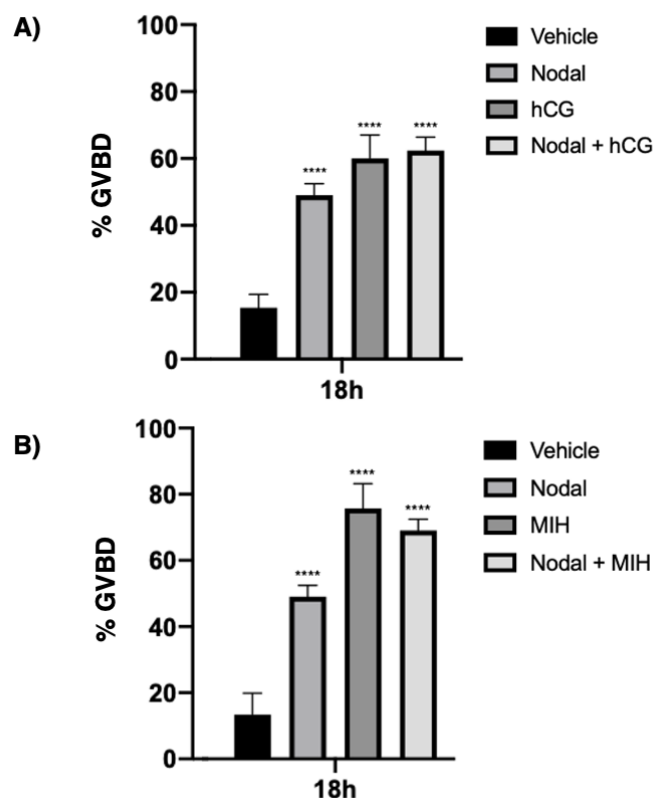 A)
100
80
60
40
20
0
% GVBD
****
****
****
18h
Vehicle
Nodal
hCG
Nodal + hCG
B)
100
80
60
40
20
0
% GVBD
****
****
****
18h
Vehicle
Nodal
MIH
Nodal + MIH